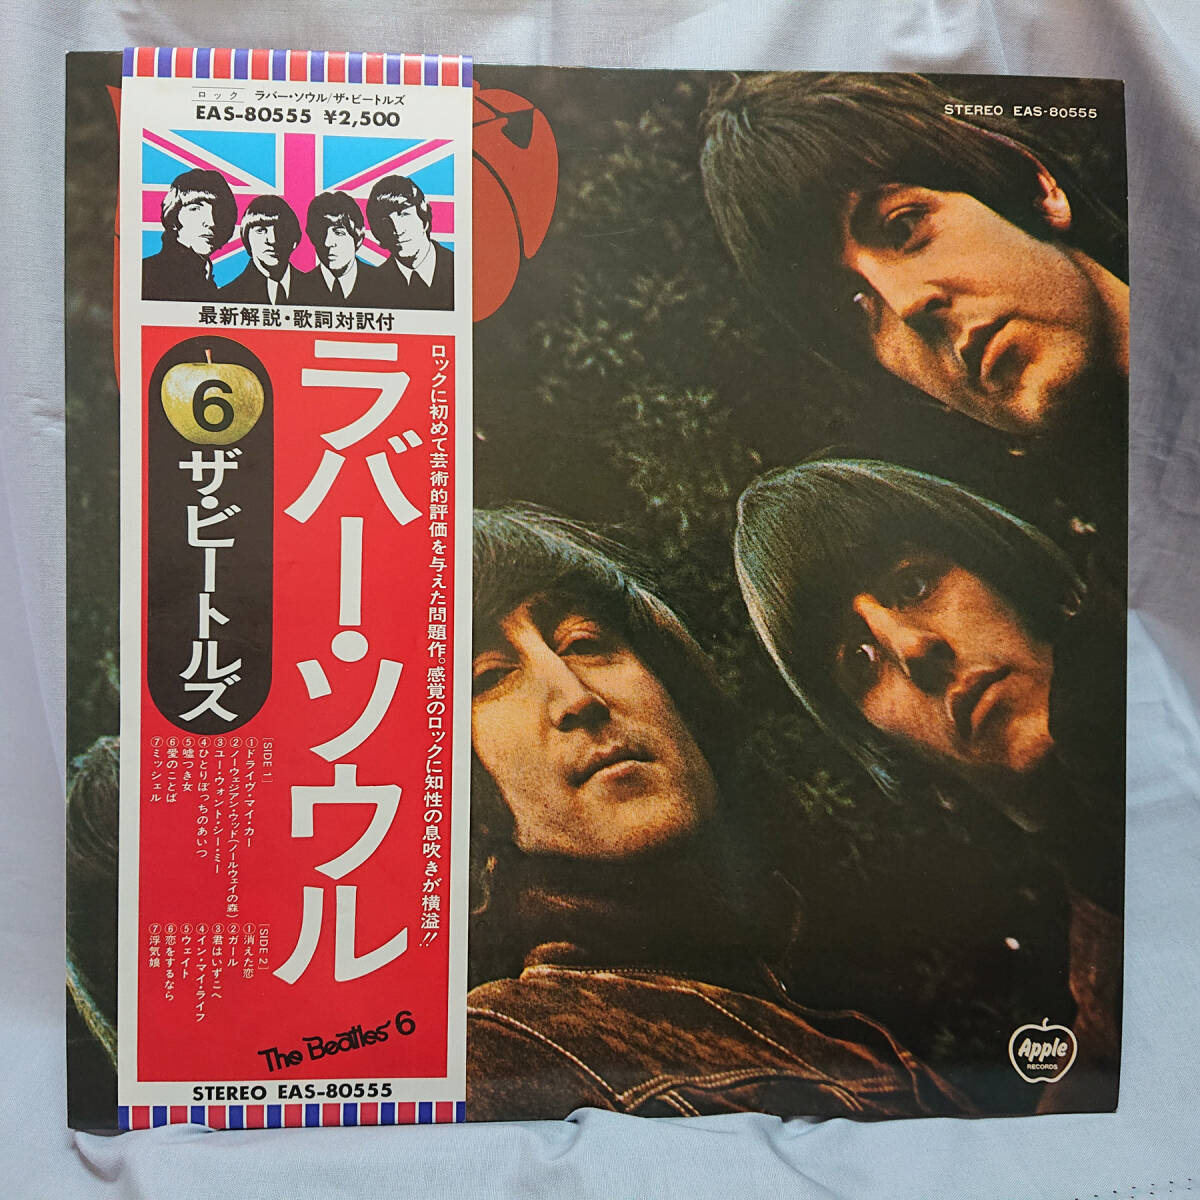 ロック ラバー・ソウル/ザ・ビートルズ
EAS-80555 ¥2,500
最新解説・歌詞対訳付
ロックに初めて芸術的評価を与えた問題作。感覚のロックに知性の息吹きが横溢!!
ラバー・ソウル
6
ザ・ビートルズ
[SIDE 1]
①ドライヴ・マイ・カー
②ノーウェジアン・ウッド(ノールウェイの森)
③ユー・ウォント・シー・ミー
④ひとりぼっちのあいつ
⑤嘘つき女
⑥愛のことば
⑦ミッシェル
[SIDE 2]
①消えた恋
②ガール
③君はいずこへ
④イン・マイ・ライフ
⑤ウェイト
⑥恋をするなら
⑦浮気娘
The Beatles 6
STEREO EAS-80555
STEREO EAS-80555
Apple
RECORDS